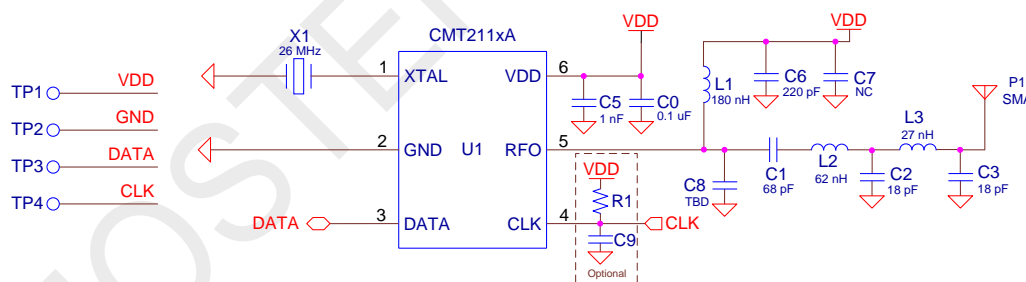 X1
26 MHz
CMT211xA
VDD
VDD
TP1
VDD
TP2
GND
TP3
DATA
TP4
CLK
1
XTAL
VDD
6
C5
1 nF
C0
0.1 uF
L1
180 nH
C6
220 pF
C7
NC
P1
2
GND
U1
RFO
5
L3
27 nH
C8
TBD
C1
68 pF
L2
62 nH
C2
18 pF
C3
18 pF
VDD
R1
DATA
3
DATA
CLK
4
CLK
C9
Optional